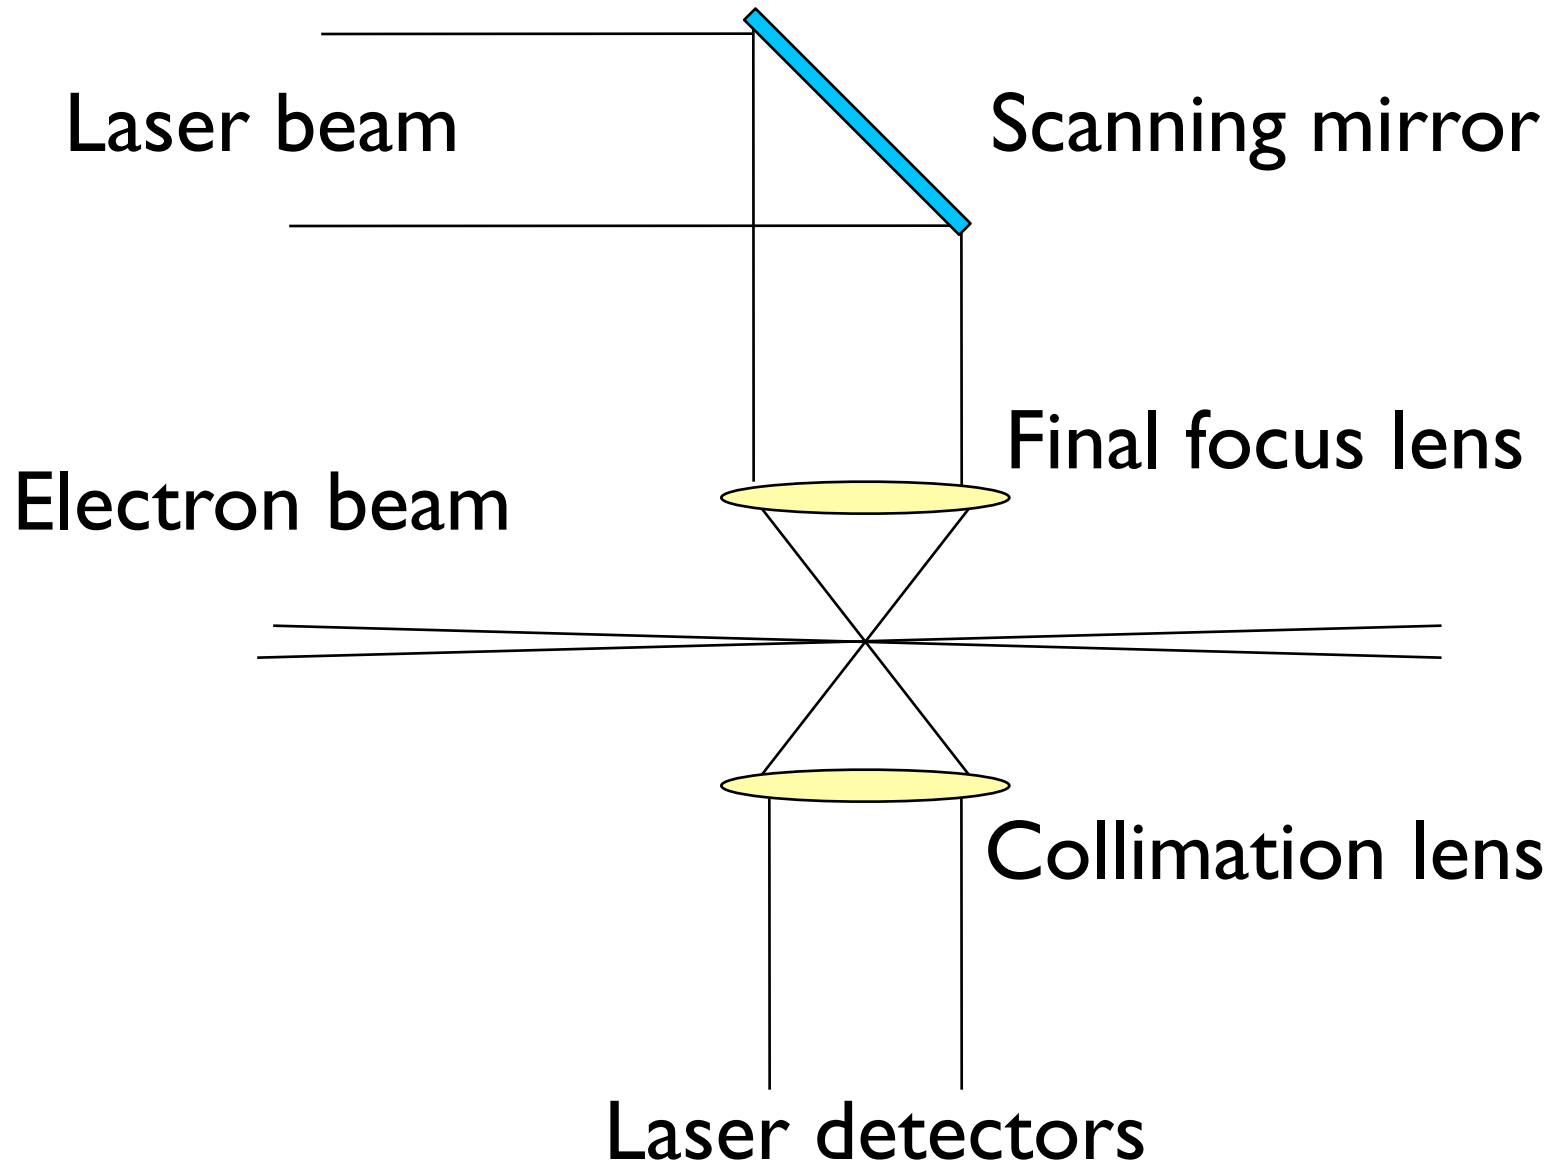 Laser beam
Scanning mirror
Final focus lens
Electron beam
Collimation lens
Laser detectors